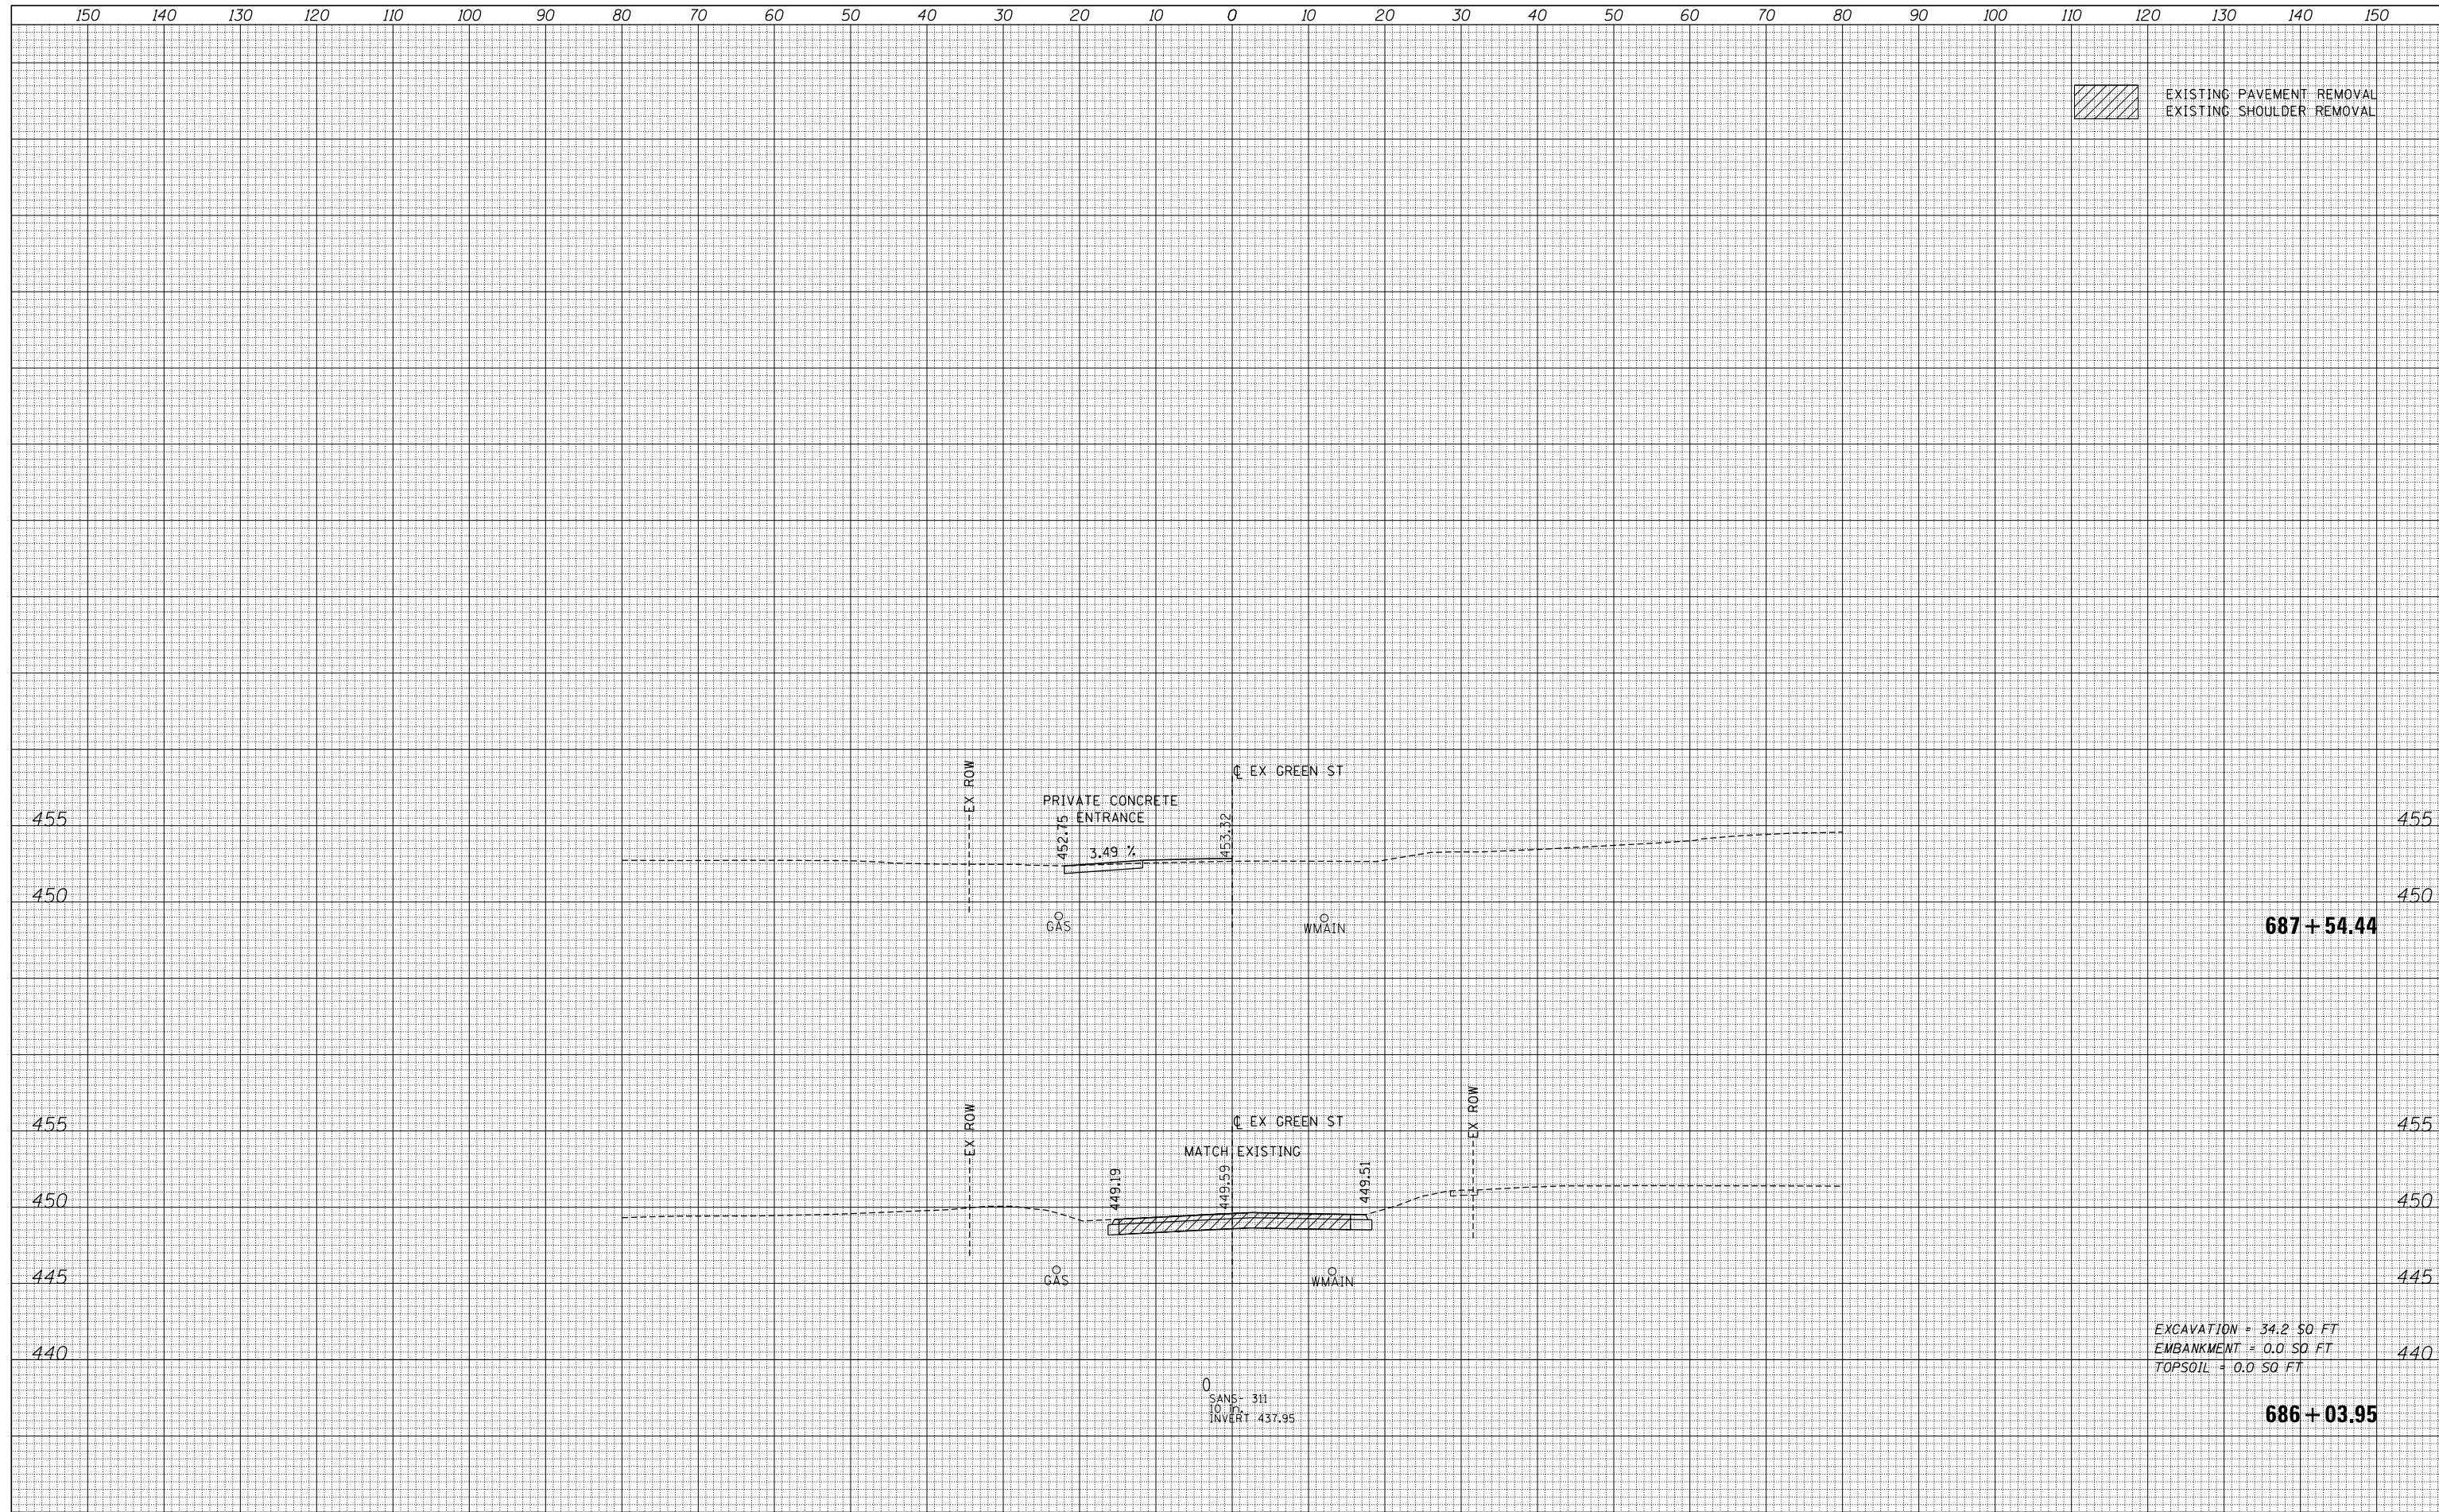 150 140 130 120 110 100 90 80 70 60 50 40 30 20 10 0 10 20 30 40 50 60 70 80 90 100 110 120 130 140 150
EXISTING PAVEMENT REMOVAL
EXISTING SHOULDER REMOVAL
EX ROW
℄ EX GREEN ST
PRIVATE CONCRETE
ENTRANCE
452.75
453.32
3.49 %
455 455
450 450
GAS
WMAIN
687+54.44
EX ROW
℄ EX GREEN ST
EX ROW
455 455
MATCH EXISTING
449.19
449.59
449.51
450 450
GAS
WMAIN
445 445
EXCAVATION = 34.2 SQ FT
EMBANKMENT = 0.0 SQ FT
TOPSOIL = 0.0 SQ FT
440 440
SANS- 311
10 In.
INVERT 437.95
686+03.95